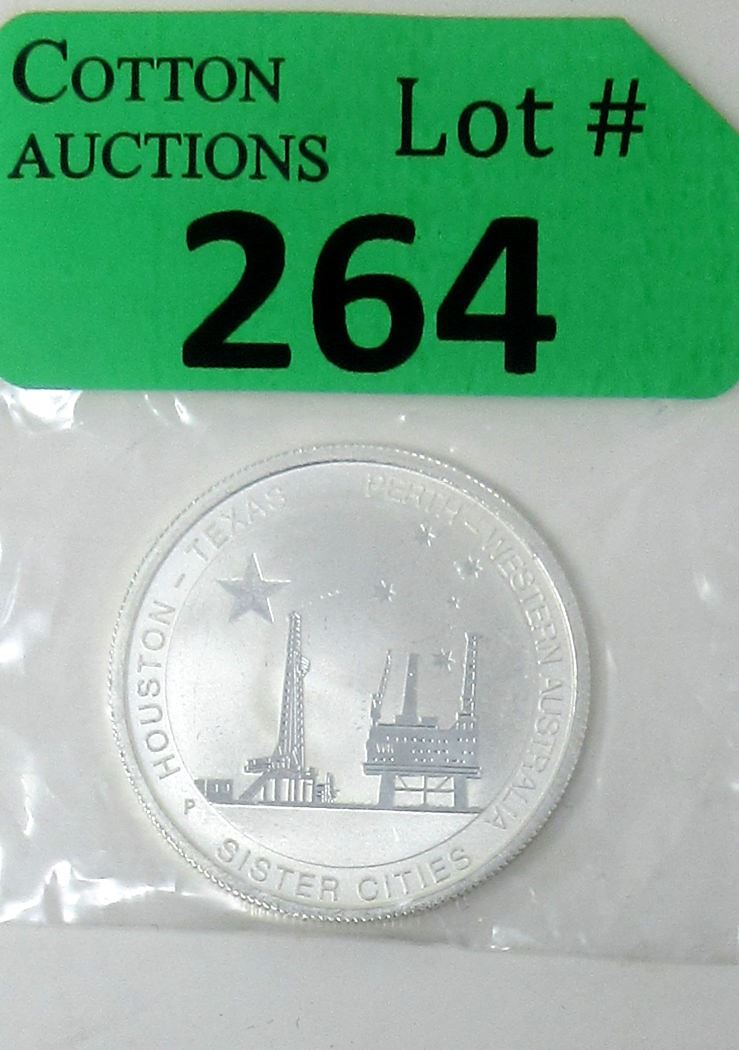 COTTON
AUCTIONS
Lot #
264
HOUSTON - TEXAS
PERTH - WESTERN AUSTRALIA
P
SISTER CITIES